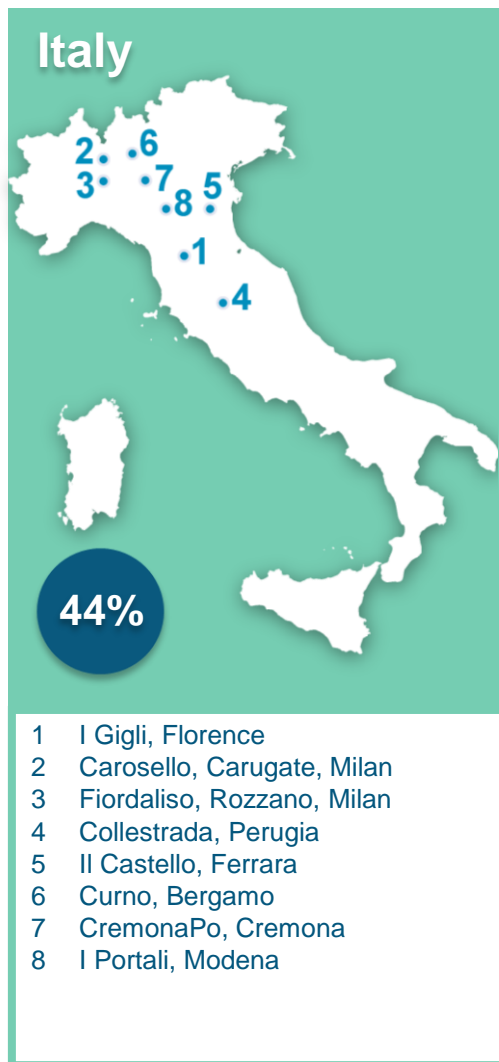 Italy
2
6
3
7
8
5
1
4
44%
1 I Gigli, Florence
2 Carosello, Carugate, Milan
3 Fiordaliso, Rozzano, Milan
4 Collestrada, Perugia
5 Il Castello, Ferrara
6 Curno, Bergamo
7 CremonaPo, Cremona
8 I Portali, Modena